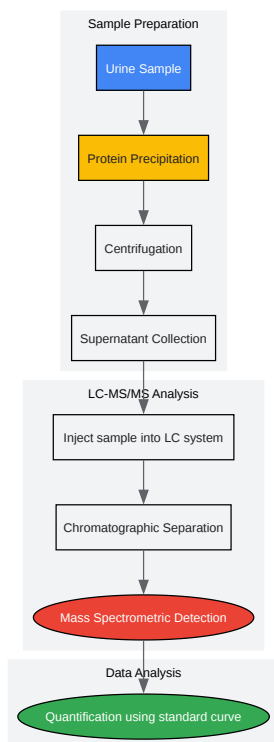 Sample Preparation
Urine Sample
Protein Precipitation
Centrifugation
Supernatant Collection
LC-MS/MS Analysis
Inject sample into LC system
Chromatographic Separation
Mass Spectrometric Detection
Data Analysis
Quantification using standard curve